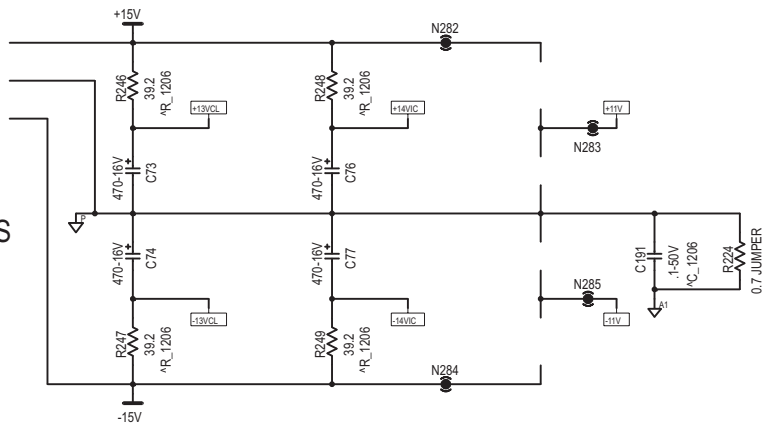 +15V
N282
R246
39.2
^R_1206
R248
39.2
^R_1206
+13VCL
+14VIC
+11V
N283
470-16V
+
C73
470-16V
+
C76
P
S
470-16V
+
C74
470-16V
+
C77
C191
.1-50V
^C_1206
R224
0.7 JUMPER
N285
-13VCL
-14VIC
-11V
A1
R247
39.2
^R_1206
R249
39.2
^R_1206
N284
-15V